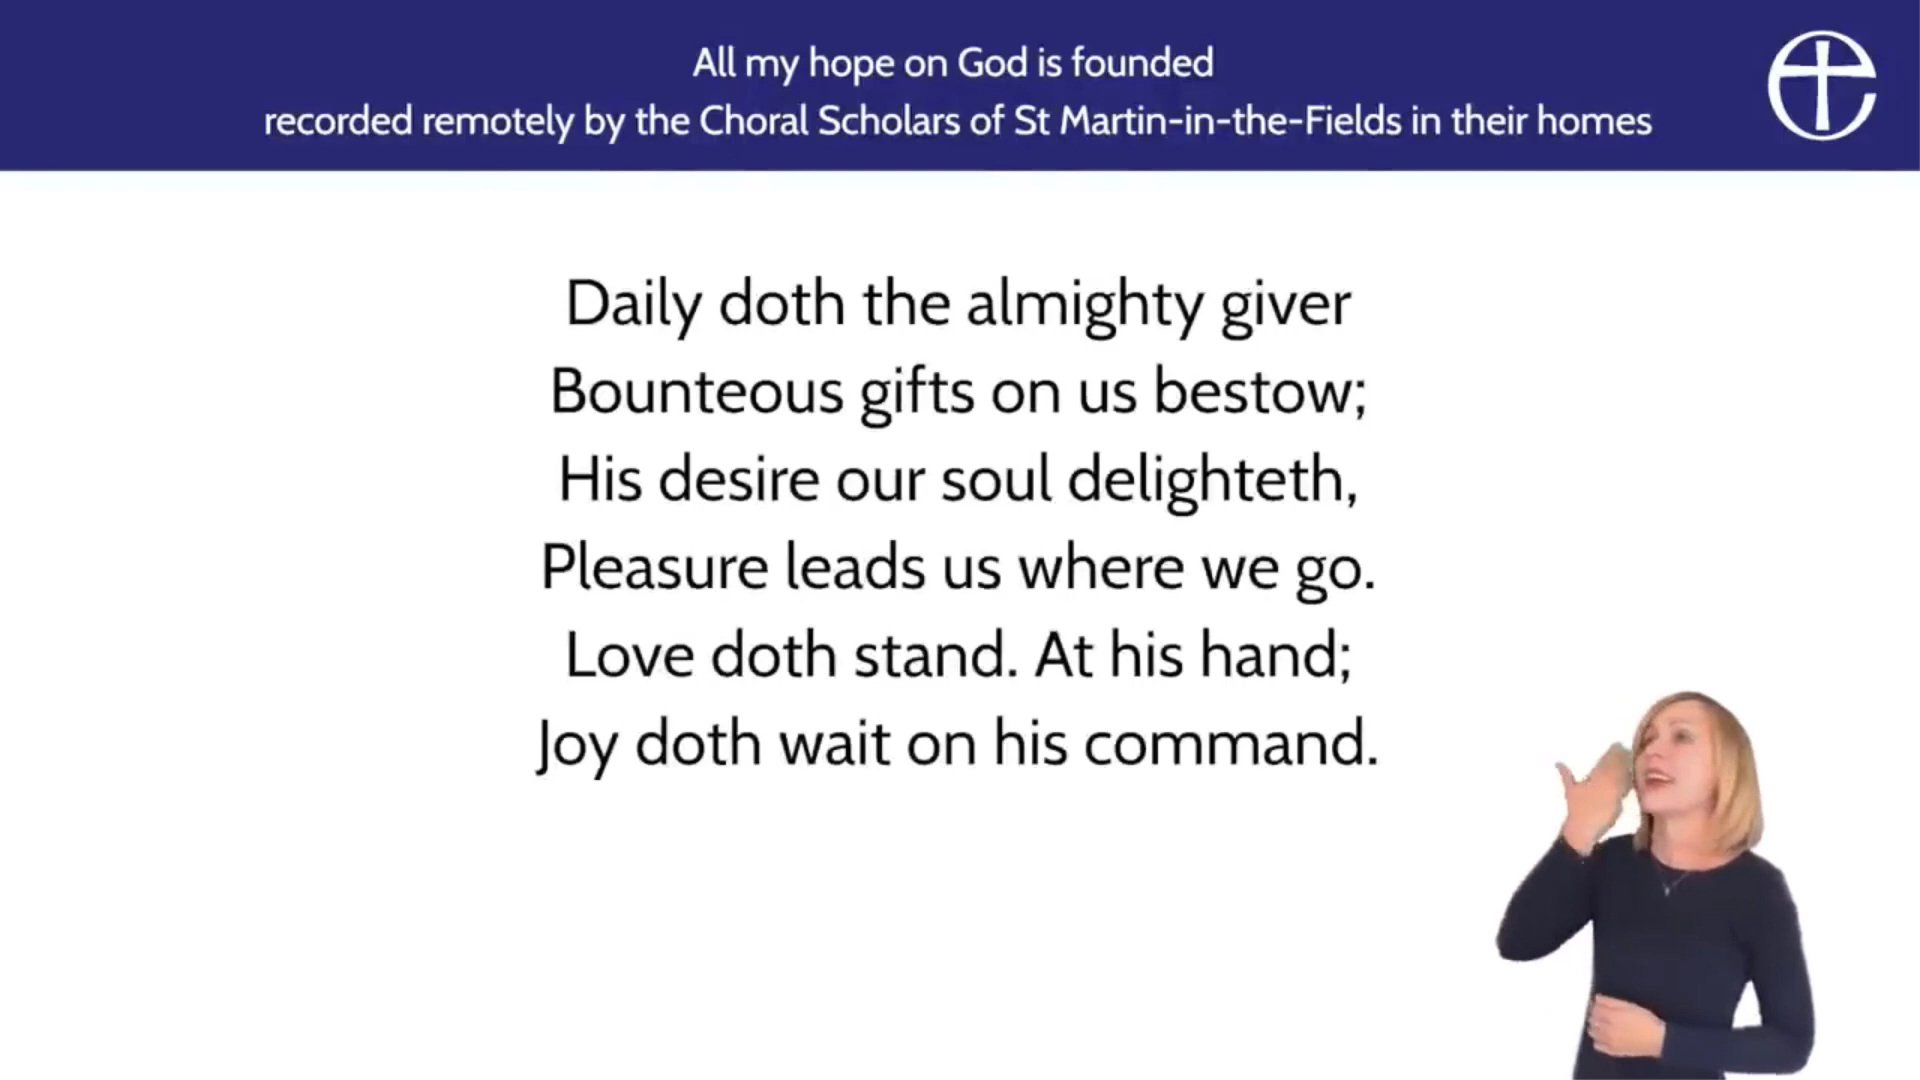 All my hope on God is founded
recorded remotely by the Choral Scholars of St Martin-in-the-Fields in their homes
Daily doth the almighty giver
Bounteous gifts on us bestow;
His desire our soul delighteth,
Pleasure leads us where we go.
Love doth stand. At his hand;
Joy doth wait on his command.